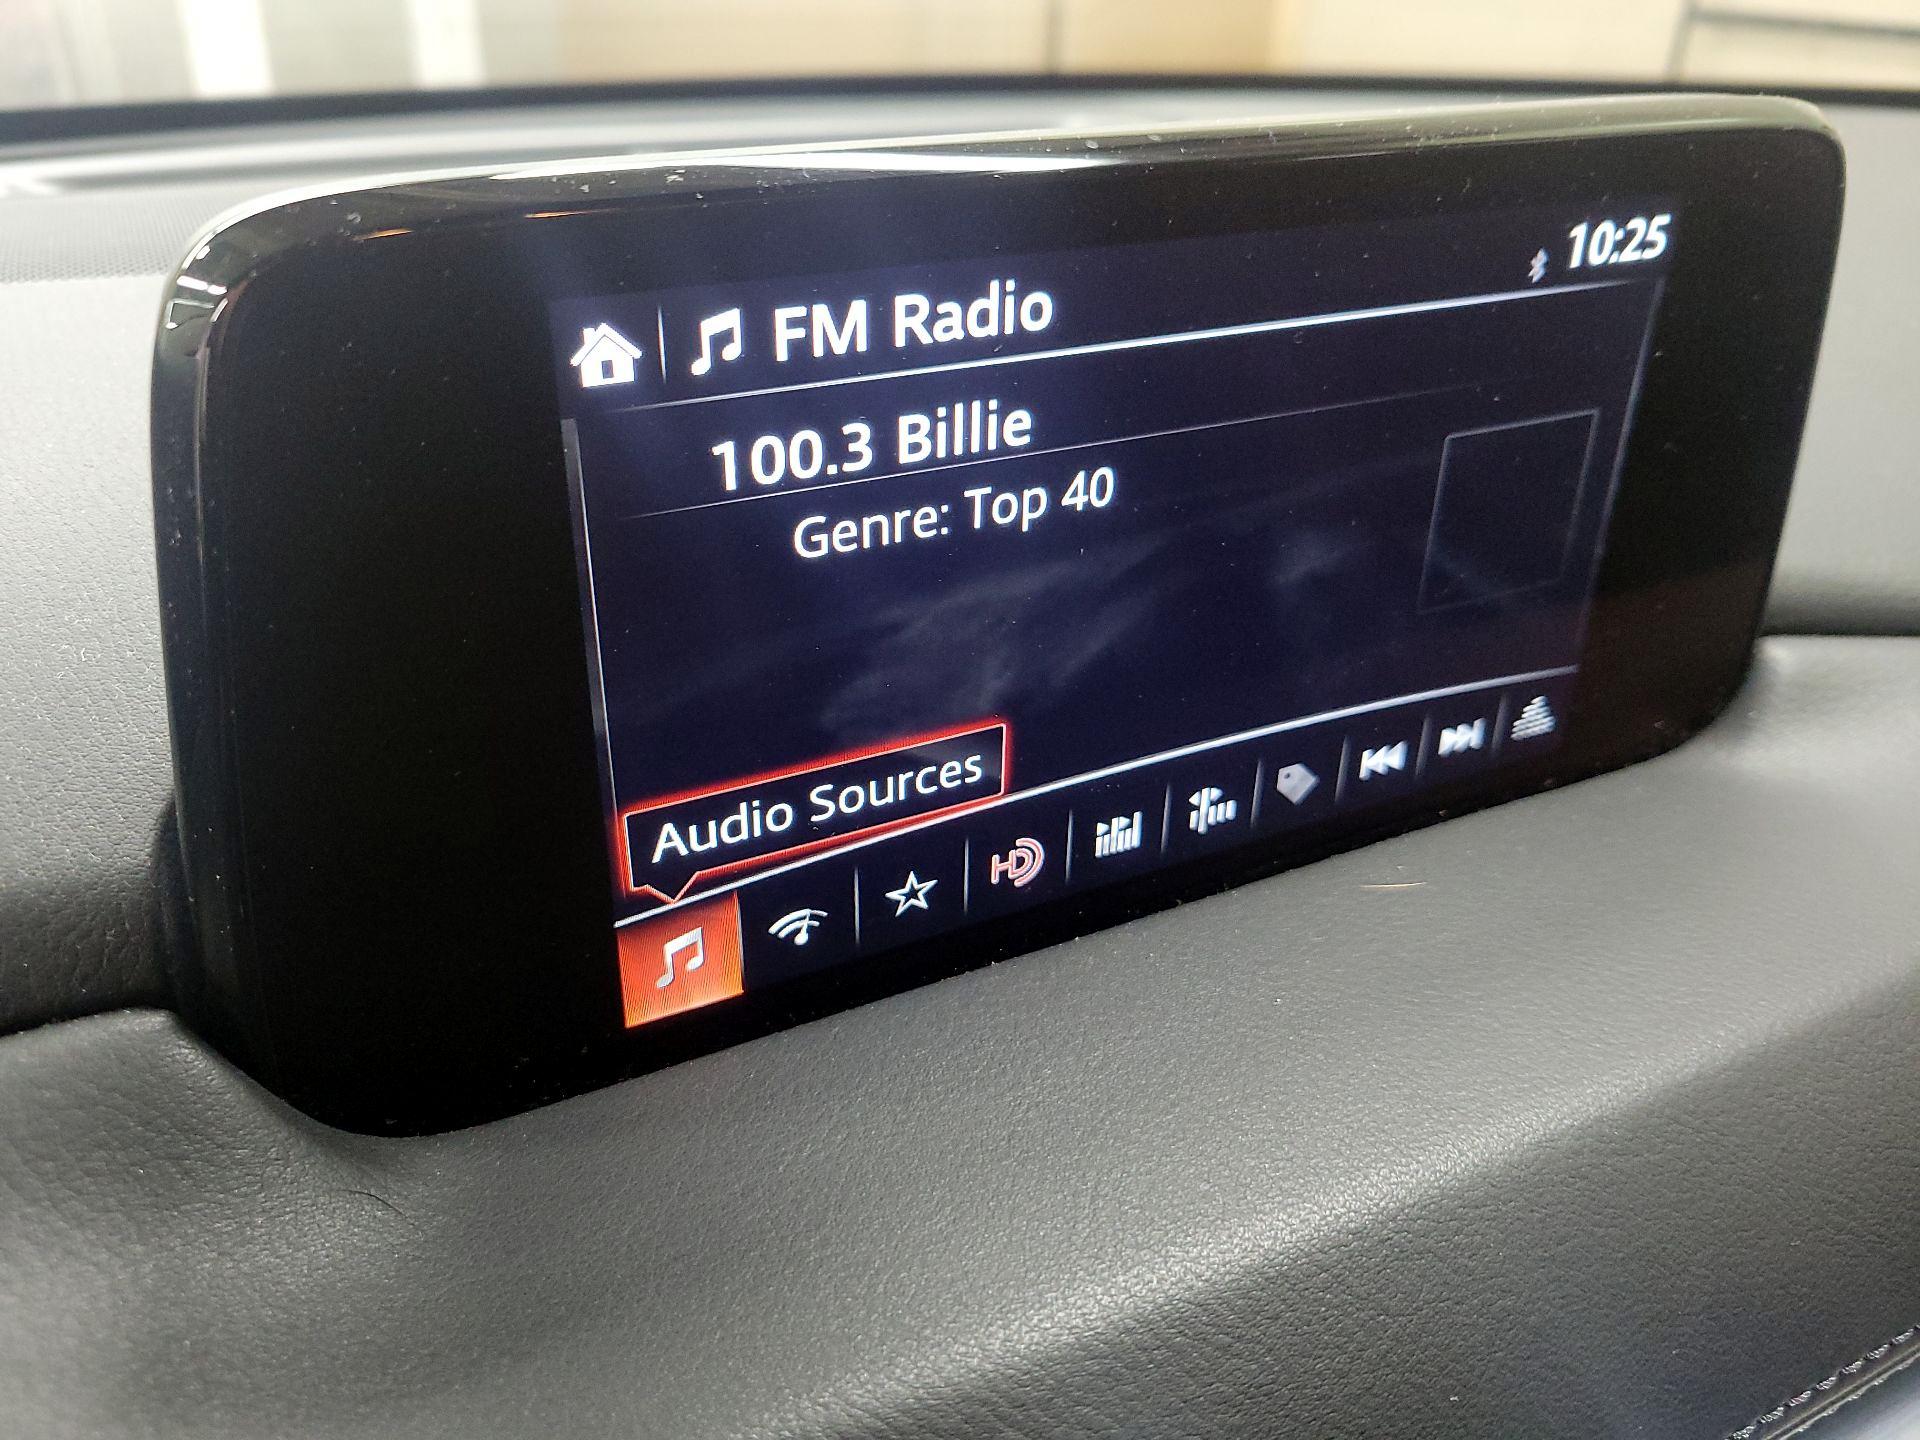 10:25
FM Radio
100.3 Billie
Genre: Top 40
Audio Sources
HD